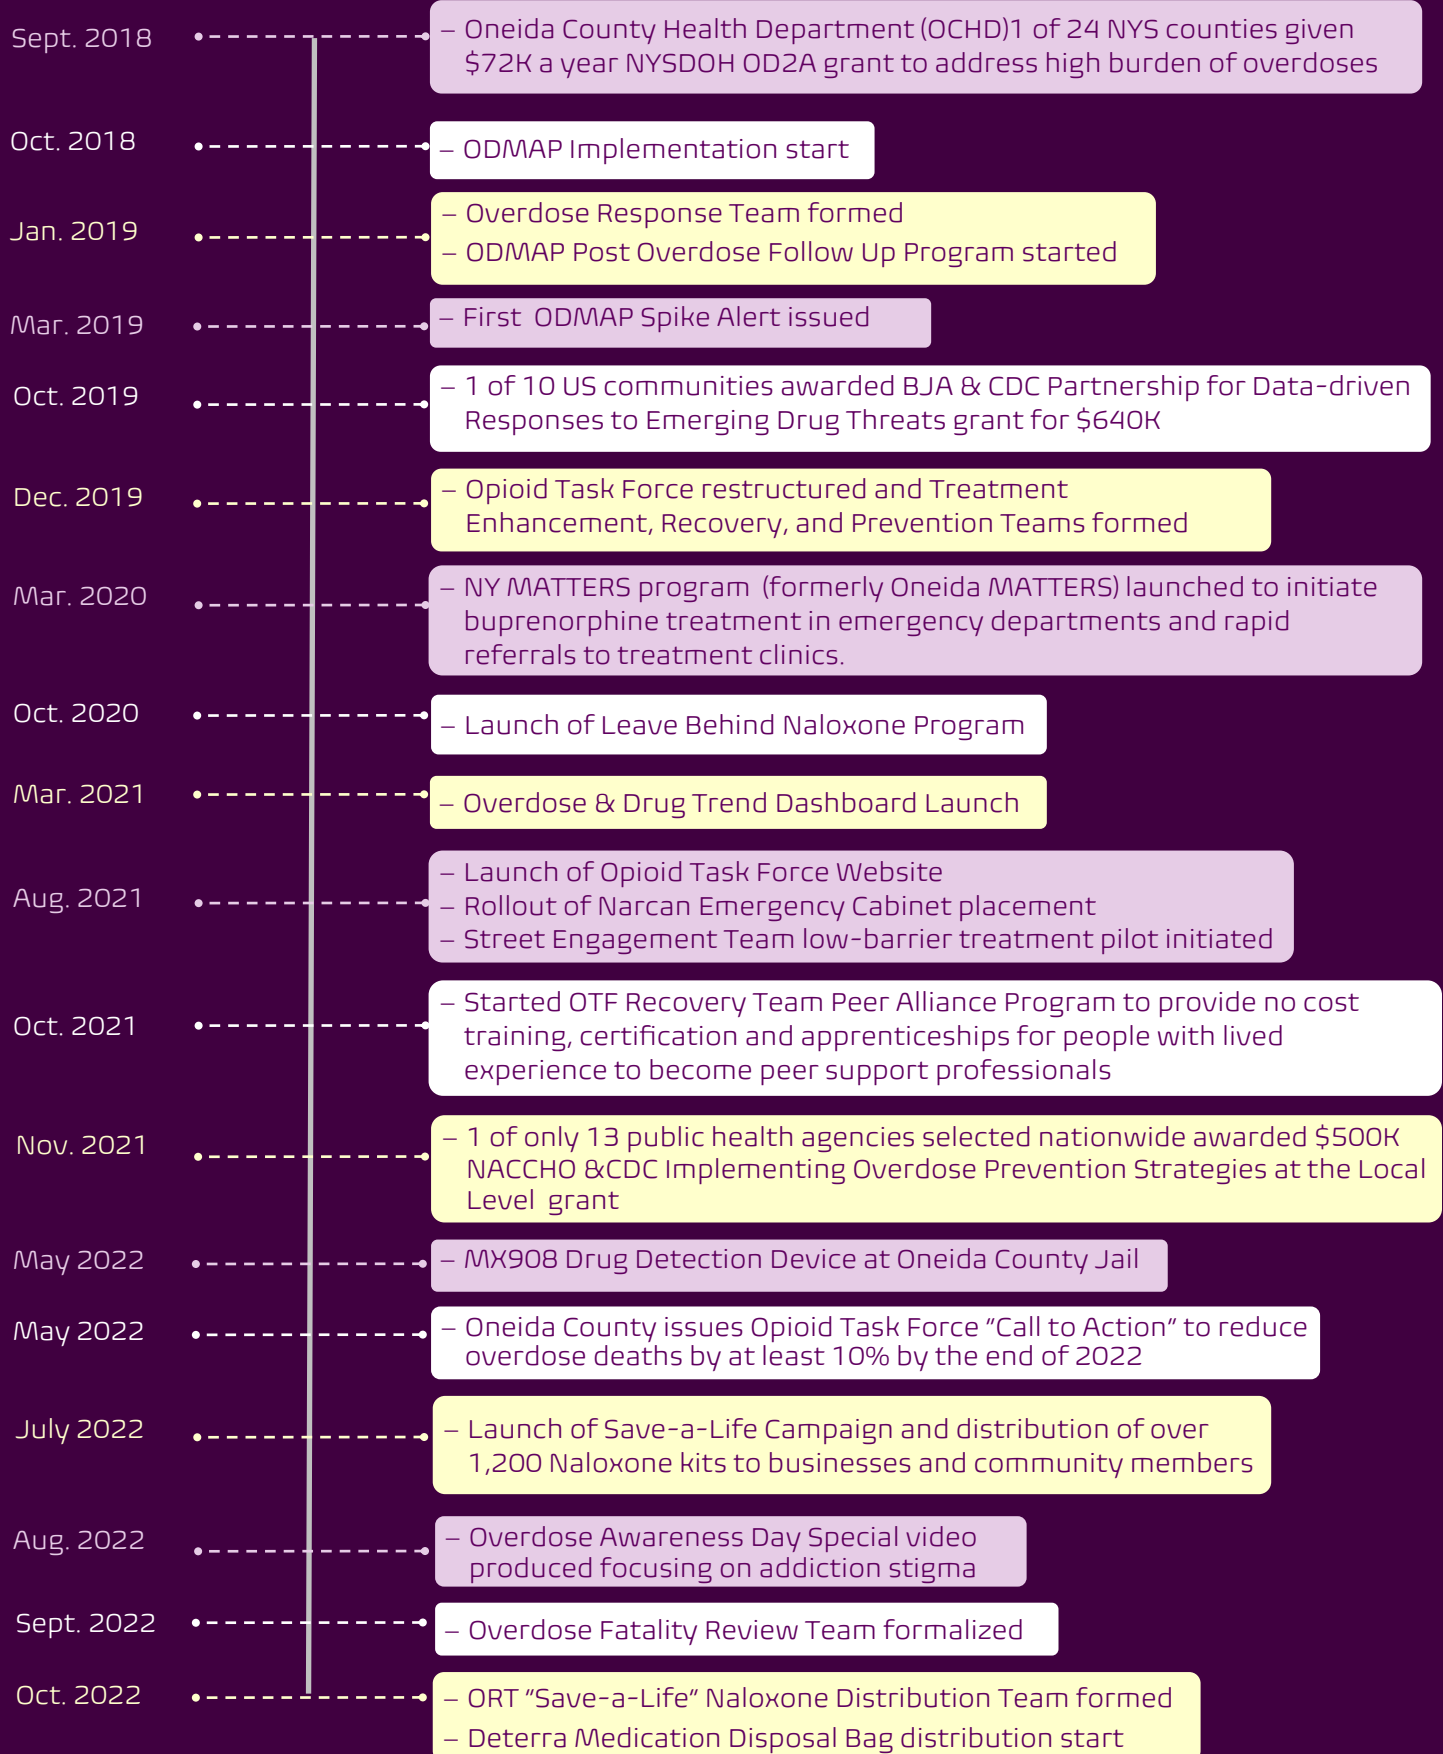 Sept. 2018
– Oneida County Health Department (OCHD)1 of 24 NYS counties given
$72K a year NYSDOH OD2A grant to address high burden of overdoses
Oct. 2018
– ODMAP Implementation start
Jan. 2019
– Overdose Response Team formed
– ODMAP Post Overdose Follow Up Program started
Mar. 2019
– First ODMAP Spike Alert issued
Oct. 2019
– 1 of 10 US communities awarded BJA & CDC Partnership for Data-driven
Responses to Emerging Drug Threats grant for $640K
Dec. 2019
– Opioid Task Force restructured and Treatment
Enhancement, Recovery, and Prevention Teams formed
Mar. 2020
– NY MATTERS program (formerly Oneida MATTERS) launched to initiate
buprenorphine treatment in emergency departments and rapid
referrals to treatment clinics.
Oct. 2020
– Launch of Leave Behind Naloxone Program
Mar. 2021
– Overdose & Drug Trend Dashboard Launch
Aug. 2021
– Launch of Opioid Task Force Website
– Rollout of Narcan Emergency Cabinet placement
– Street Engagement Team low-barrier treatment pilot initiated
Oct. 2021
– Started OTF Recovery Team Peer Alliance Program to provide no cost
training, certification and apprenticeships for people with lived
experience to become peer support professionals
Nov. 2021
– 1 of only 13 public health agencies selected nationwide awarded $500K
NACCHO &CDC Implementing Overdose Prevention Strategies at the Local
Level grant
May 2022
– MX908 Drug Detection Device at Oneida County Jail
May 2022
– Oneida County issues Opioid Task Force "Call to Action" to reduce
overdose deaths by at least 10% by the end of 2022
July 2022
– Launch of Save-a-Life Campaign and distribution of over
1,200 Naloxone kits to businesses and community members
Aug. 2022
– Overdose Awareness Day Special video
produced focusing on addiction stigma
Sept. 2022
– Overdose Fatality Review Team formalized
Oct. 2022
– ORT "Save-a-Life" Naloxone Distribution Team formed
– Deterra Medication Disposal Bag distribution start